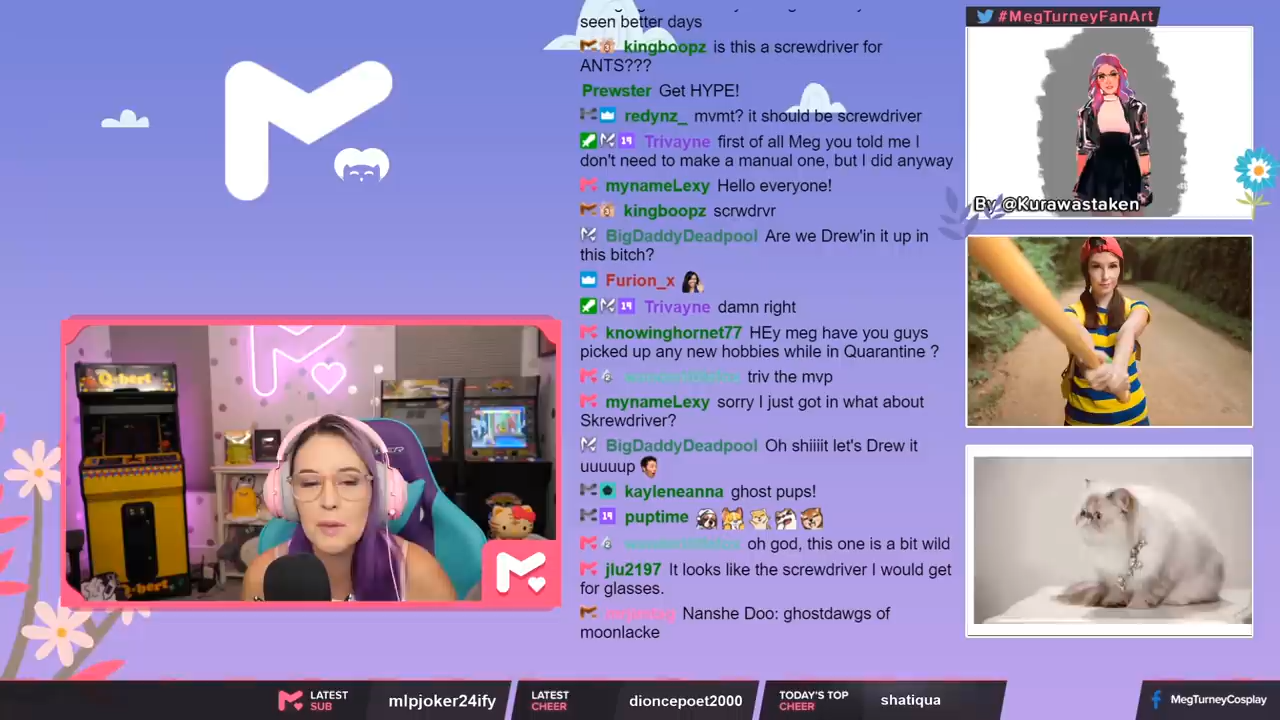 seen better days
kingboopz is this a screwdriver for
ANTS???
Prewster Get HYPE!
redynz_ mvmt? it should be screwdriver
19 Trivayne first of all Meg you told me I
don't need to make a manual one, but I did anyway
mynameLexy Hello everyone!
kingboopz scrwdrvr
BigDaddyDeadpool Are we Drew'in it up in
this bitch?
Furion_x
19 Trivayne damn right
knowinghornet77 HEy meg have you guys
picked up any new hobbies while in Quarantine ?
triv the mvp
mynameLexy sorry I just got in what about
Skrewdriver?
BigDaddyDeadpool Oh shiiiit let's Drew it
uuuuup
kayleneanna ghost pups!
19 puptime
oh god, this one is a bit wild
jlu2197 It looks like the screwdriver I would get
for glasses.
Nanshe Doo: ghostdawgs of
moonlacke
#MegTurneyFanArt
By @Kurawastaken
Q*bert
Q*bert
LATEST
SUB
mlpjoker24ify
LATEST
CHEER
dioncepoet2000
TODAY'S TOP
CHEER
shatiqua
MegTurneyCosplay